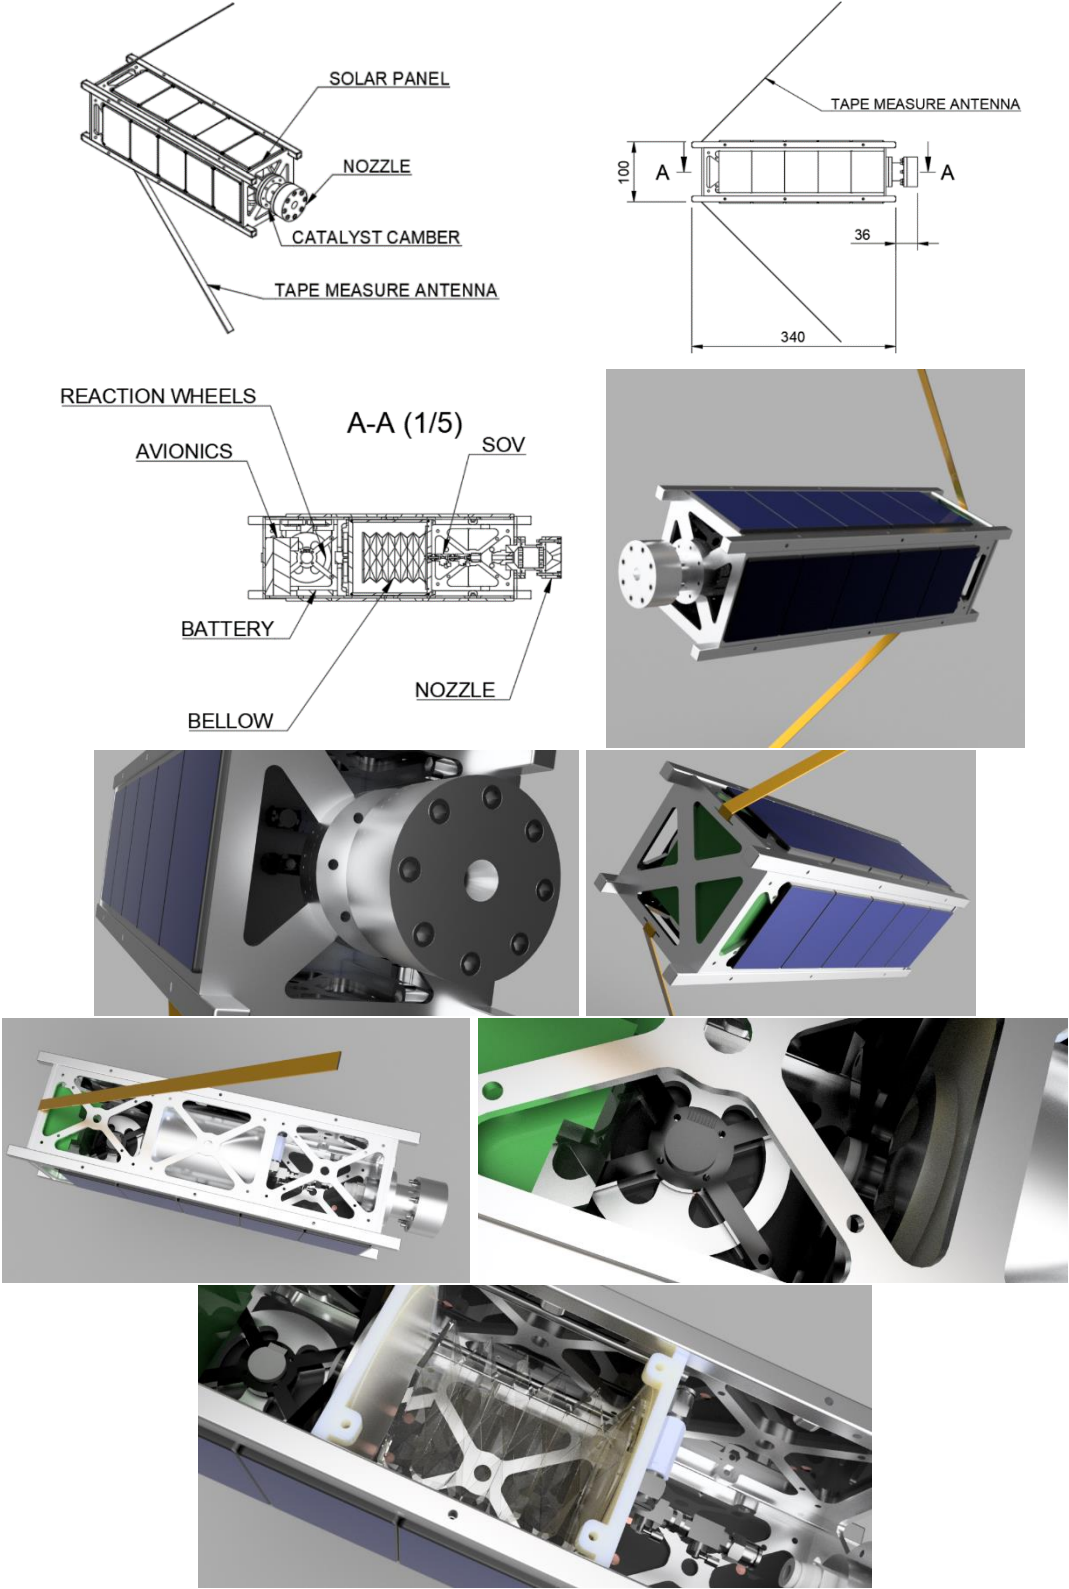 SOLAR PANEL
NOZZLE
CATALYST CAMBER
TAPE MEASURE ANTENNA
TAPE MEASURE ANTENNA
100
A
A
36
340
REACTION WHEELS
A-A (1/5)
AVIONICS
SOV
BATTERY
NOZZLE
BELLOW